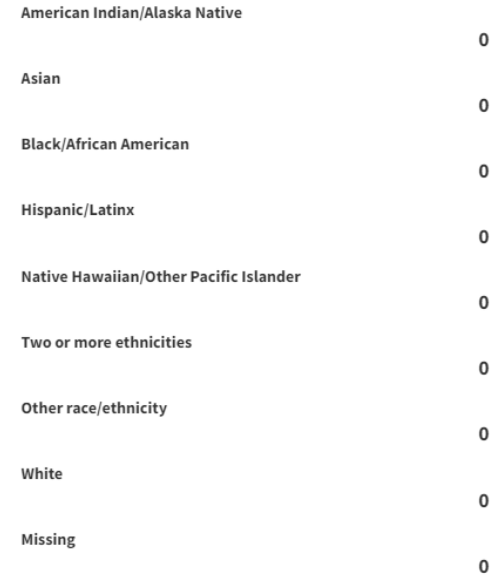 American Indian/Alaska Native
0
Asian
0
Black/African American
0
Hispanic/Latinx
0
Native Hawaiian/Other Pacific Islander
0
Two or more ethnicities
0
Other race/ethnicity
0
White
0
Missing
0